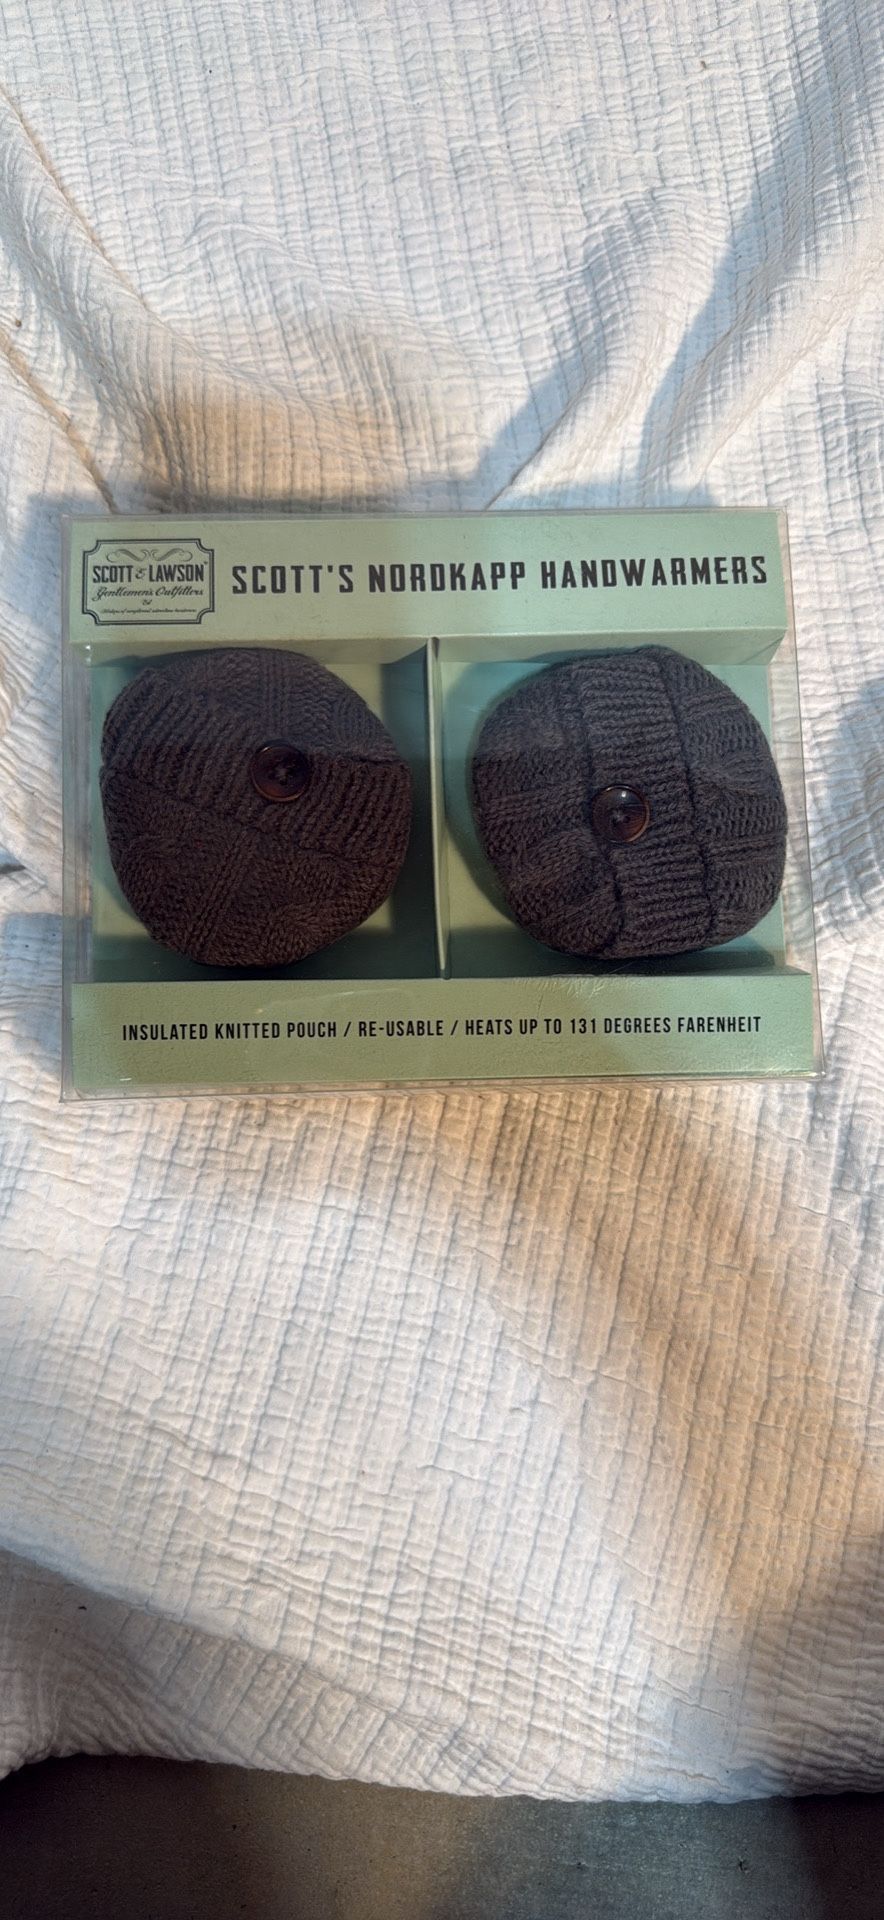 SCOTT & LAWSON
Gentlemen's Outfitters
SCOTT'S NORDKAPP HANDWARMERS
INSULATED KNITTED POUCH / RE-USABLE / HEATS UP TO 131 DEGREES FARENHEIT